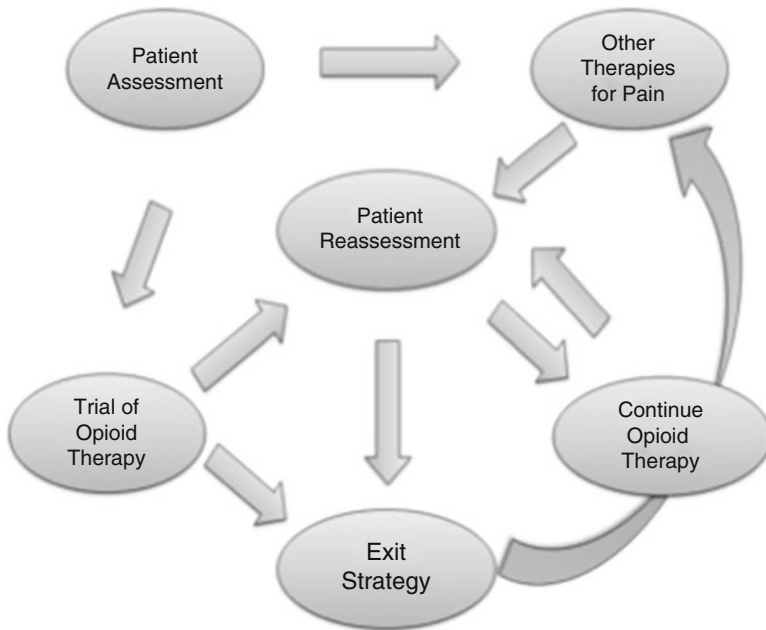 Patient
Assessment
Other
Therapies
for Pain
Patient
Reassessment
Trial of
Opioid
Therapy
Continue
Opioid
Therapy
Exit
Strategy